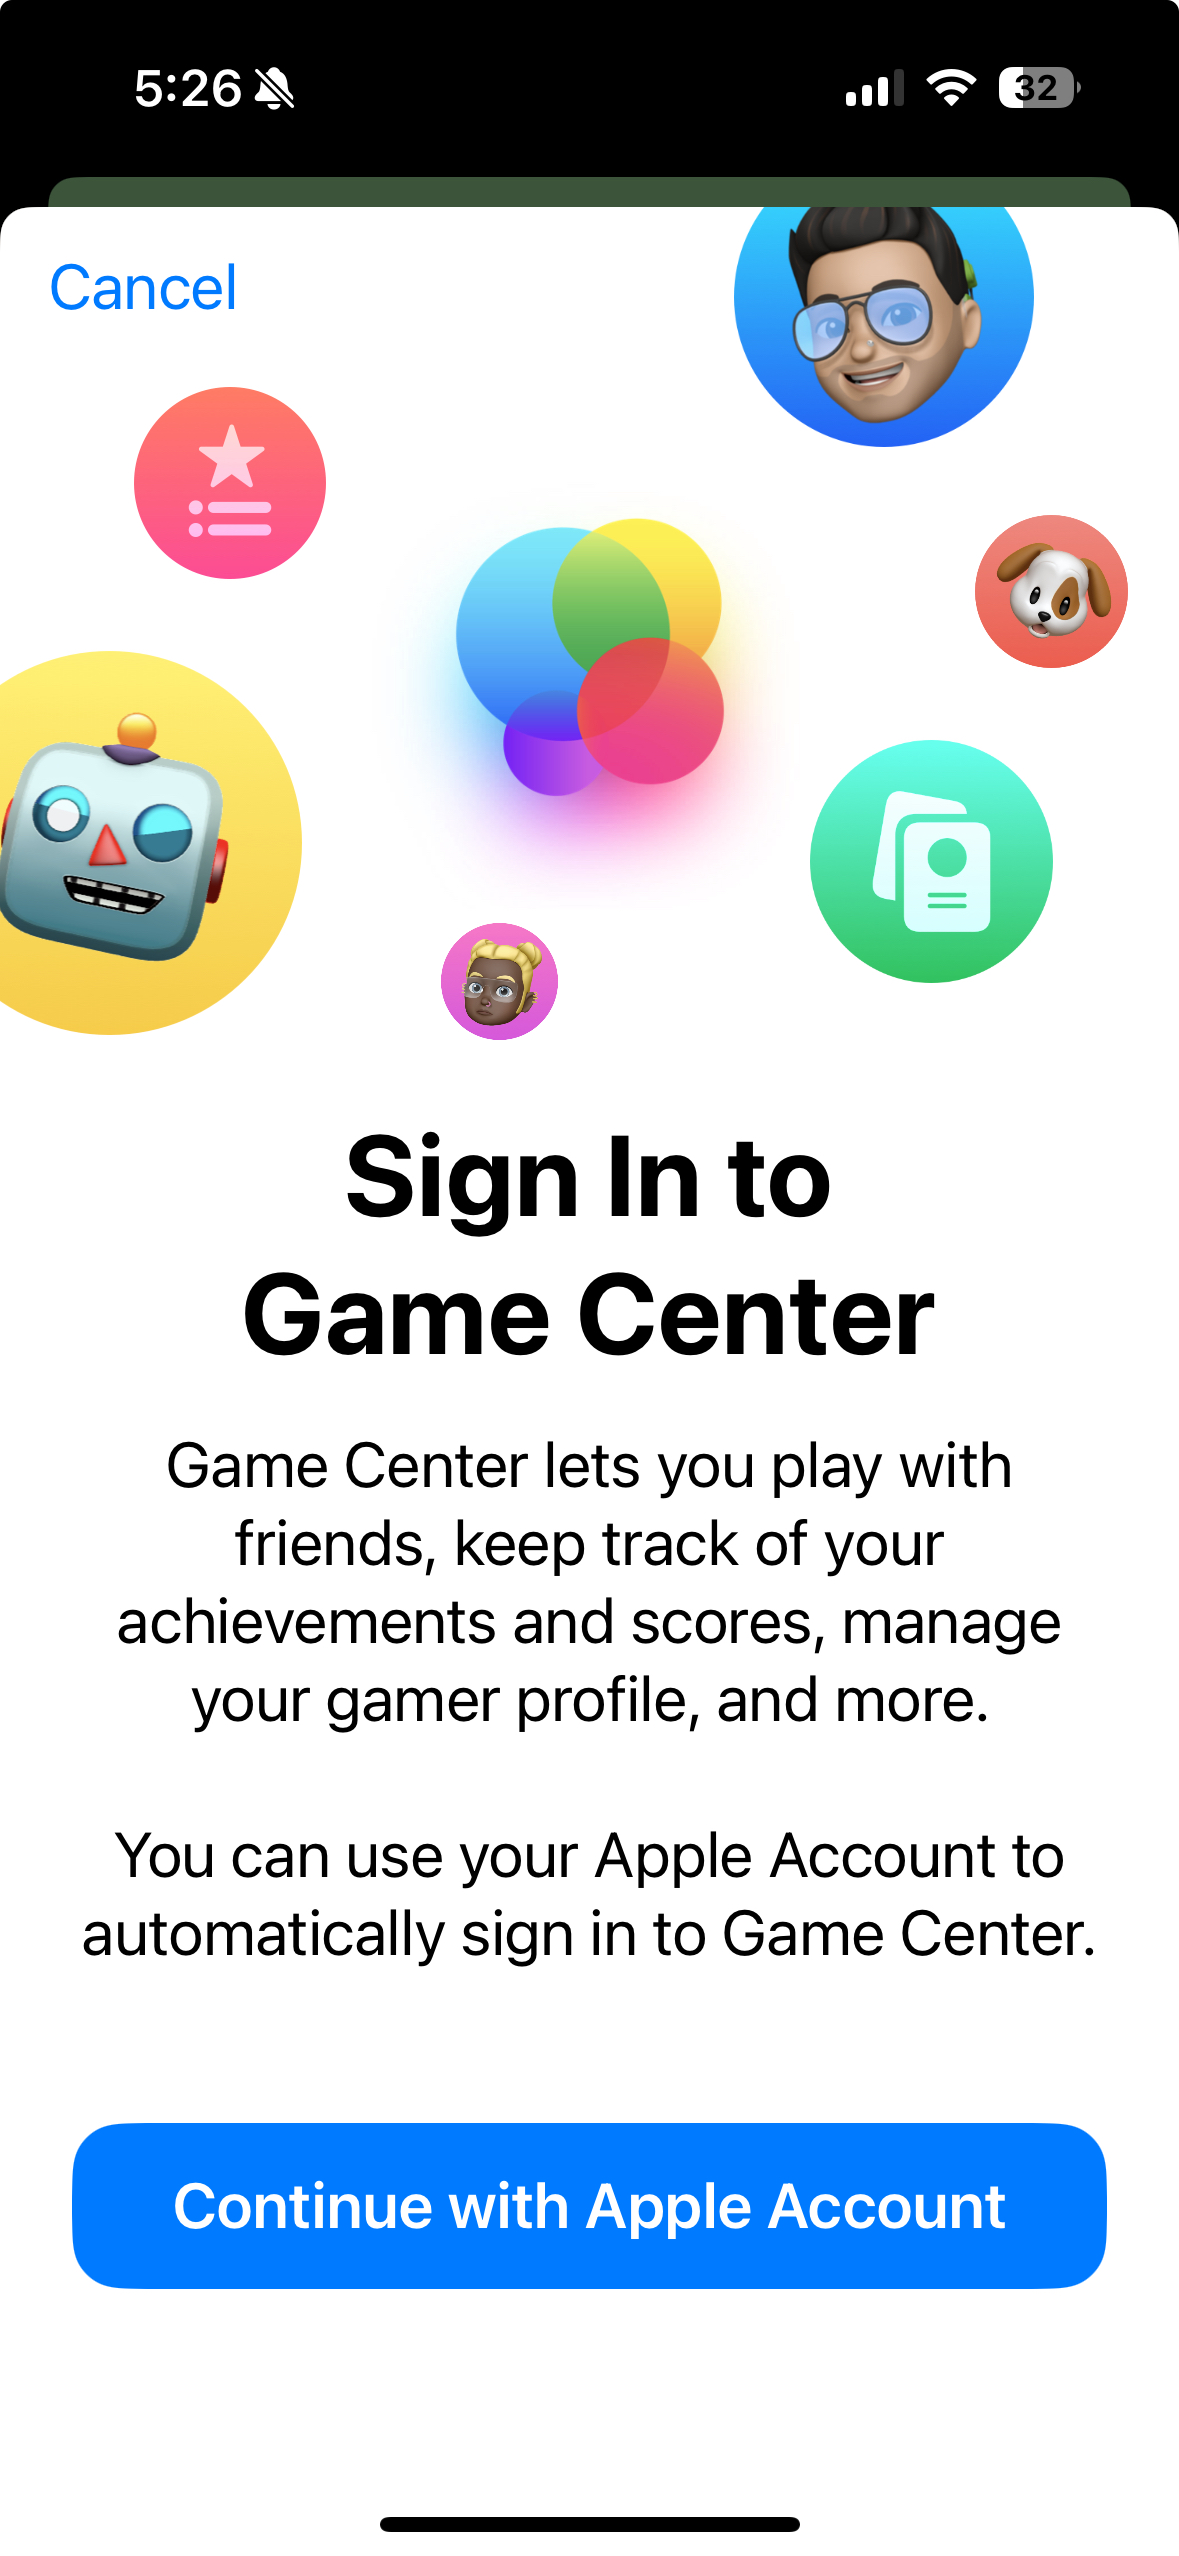 5:26
32
Cancel
Sign In to
Game Center
Game Center lets you play with
friends, keep track of your
achievements and scores, manage
your gamer profile, and more.
You can use your Apple Account to
automatically sign in to Game Center.
Continue with Apple Account